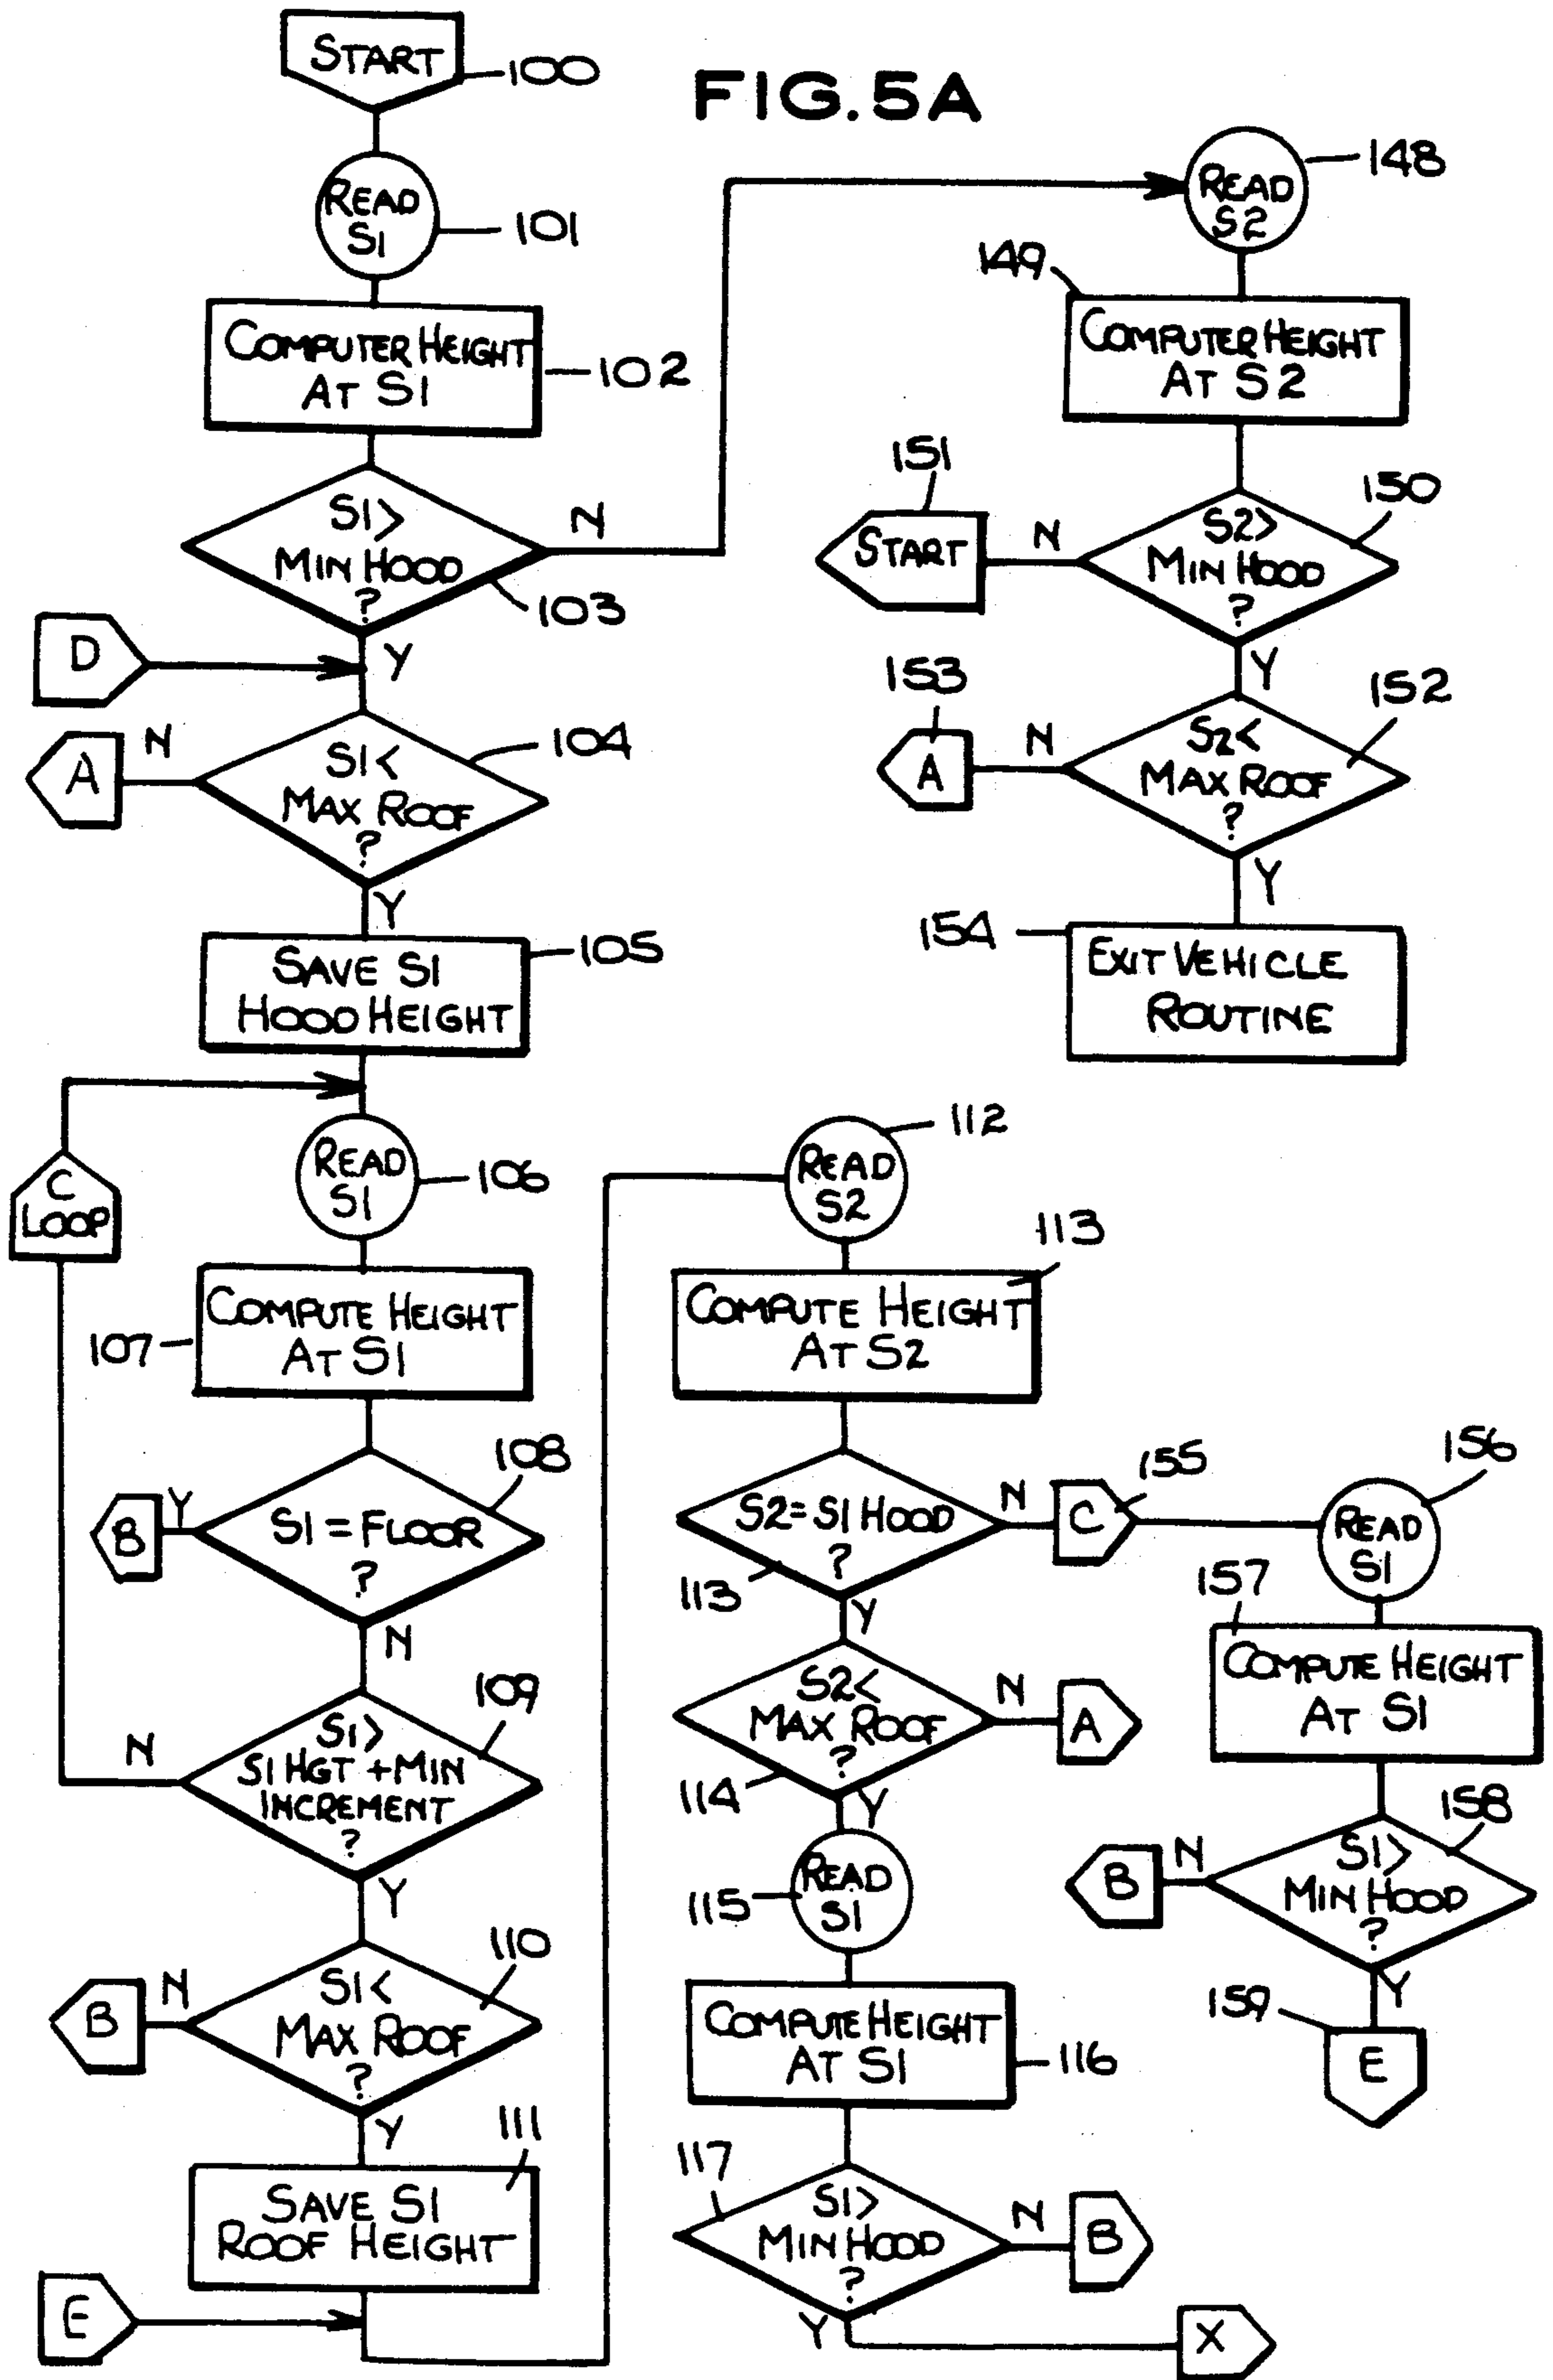 FIG.5A
START
100
READ
S1
101
COMPUTER HEIGHT
AT S1
102
S1>
MIN HOOD
?
103
N
Y
D
S1<
MAX ROOF
?
104
N
A
Y
SAVE S1
HOOD HEIGHT
105
C
LOOP
READ
S1
106
COMPUTE HEIGHT
AT S1
107
S1=FLOOR
?
108
Y
B
N
S1>
S1 HGT +MIN
INCREMENT
?
109
N
Y
S1<
MAX ROOF
?
110
N
B
Y
SAVE S1
ROOF HEIGHT
111
E
READ
S2
112
COMPUTE HEIGHT
AT S2
113
S2=S1 HOOD
?
113
N
C
155
Y
S2<
MAX ROOF
?
114
N
A
Y
READ
S1
115
COMPUTE HEIGHT
AT S1
116
S1>
MIN HOOD
?
117
N
B
Y
X
READ
S2
148
COMPUTER HEIGHT
AT S2
149
S2>
MIN HOOD
?
150
N
START
151
Y
S2<
MAX ROOF
?
152
N
A
153
Y
EXIT VEHICLE
ROUTINE
154
READ
S1
156
COMPUTE HEIGHT
AT S1
157
S1>
MIN HOOD
?
158
N
B
Y
E
159